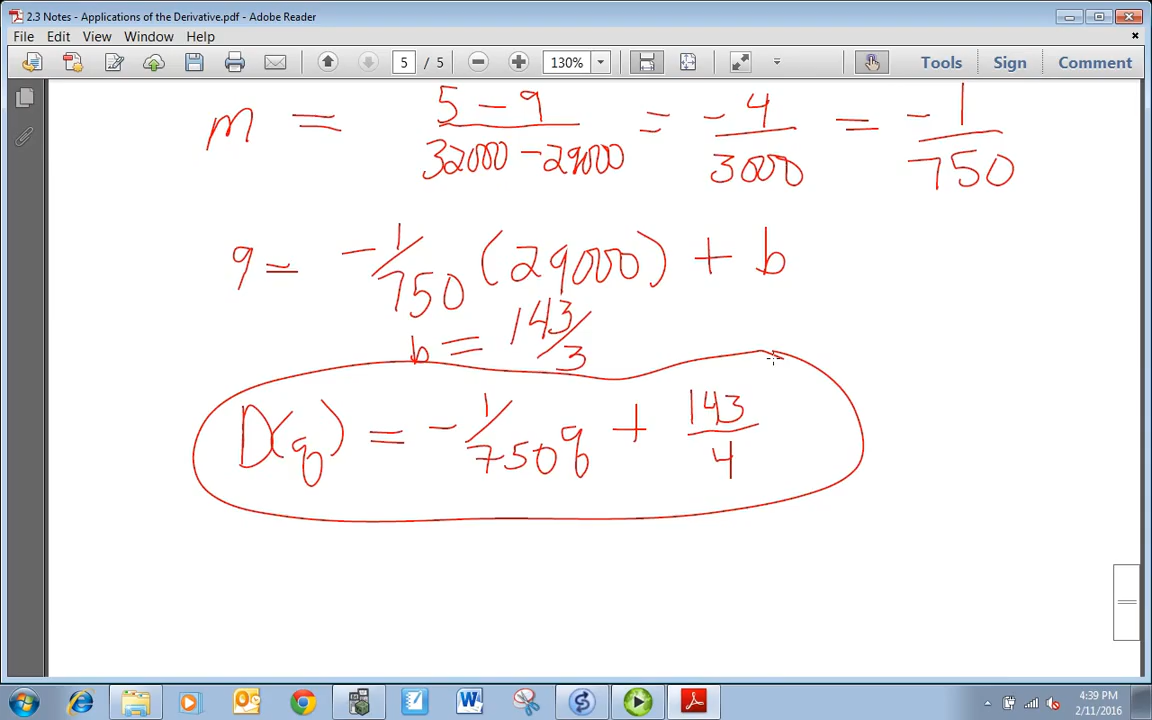 2.3 Notes - Applications of the Derivative.pdf - Adobe Reader
File Edit View Window Help
5 / 5 130% Tools Sign Comment
m = 5 - 9 / 32000 - 29000 = - 4 / 3000 = - 1 / 750
9 = - 1/750 (29000) + b
b = 143/3
D(q) = - 1/750 q + 143/4
4:39 PM
2/11/2016